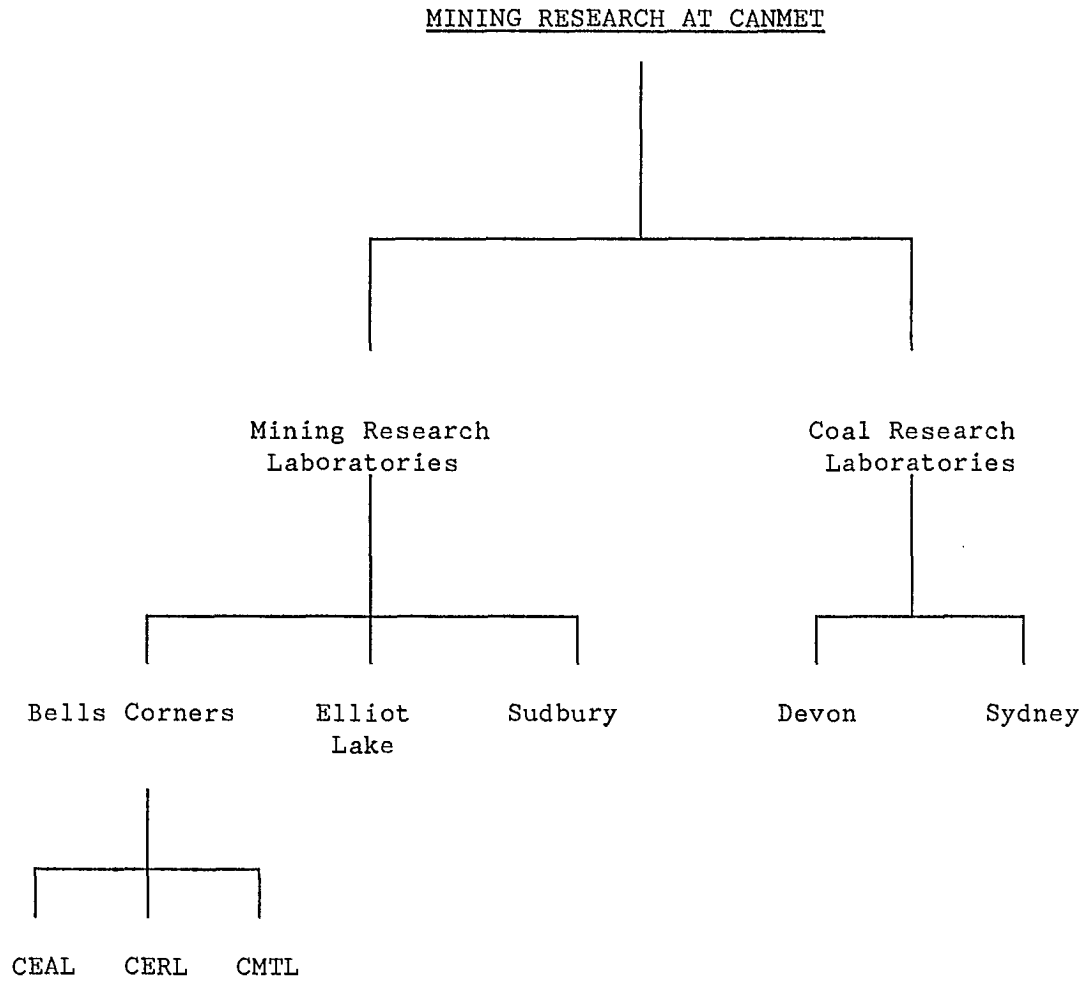 MINING RESEARCH AT CANMET
Mining Research
Laboratories
Coal Research
Laboratories
Bells Corners
Elliot
Lake
Sudbury
Devon
Sydney
CEAL
CERL
CMTL